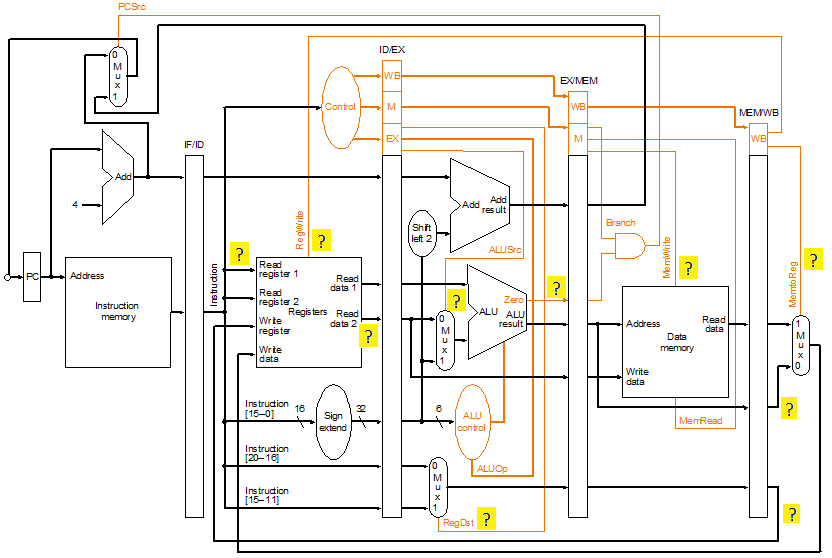 PCSrc
0
M
u
x
1
ID/EX
WB
M
EX
Control
EX/MEM
WB
M
MEM/WB
WB
IF/ID
Add
4
RegWrite
?
Add
Add
result
Shift
left 2
ALUSrc
Branch
MemWrite
?
MemtoReg
?
PC
Address
Instruction
memory
Instruction
?
Read
register 1
Read
register 2
Write
register
Write
data
Registers
Read
data 1
Read
data 2
?
?
0
M
u
x
1
Zero
?
ALU
ALU
result
Address
Read
data
Data
memory
Write
data
1
M
u
x
0
?
MemRead
Instruction
[15–0]
16
Sign
extend
32
6
ALU
control
ALUOp
Instruction
[20–16]
Instruction
[15–11]
0
M
u
x
1
RegDst
?
?